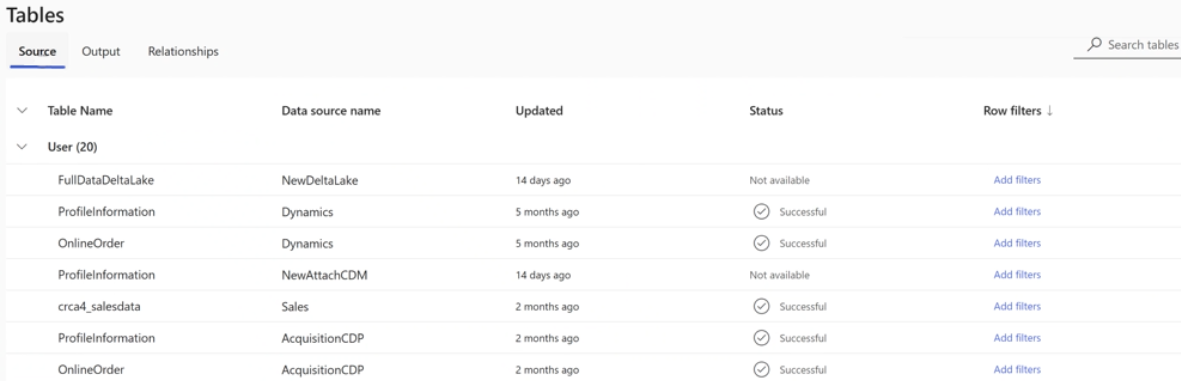 Tables
Source Output Relationships Search tables
Table Name Data source name Updated Status Row filters ↓
User (20)
FullDataDeltaLake NewDeltaLake 14 days ago Not available Add filters
ProfileInformation Dynamics 5 months ago Successful Add filters
OnlineOrder Dynamics 5 months ago Successful Add filters
ProfileInformation NewAttachCDM 14 days ago Not available Add filters
crca4_salesdata Sales 2 months ago Successful Add filters
ProfileInformation AcquisitionCDP 2 months ago Successful Add filters
OnlineOrder AcquisitionCDP 2 months ago Successful Add filters